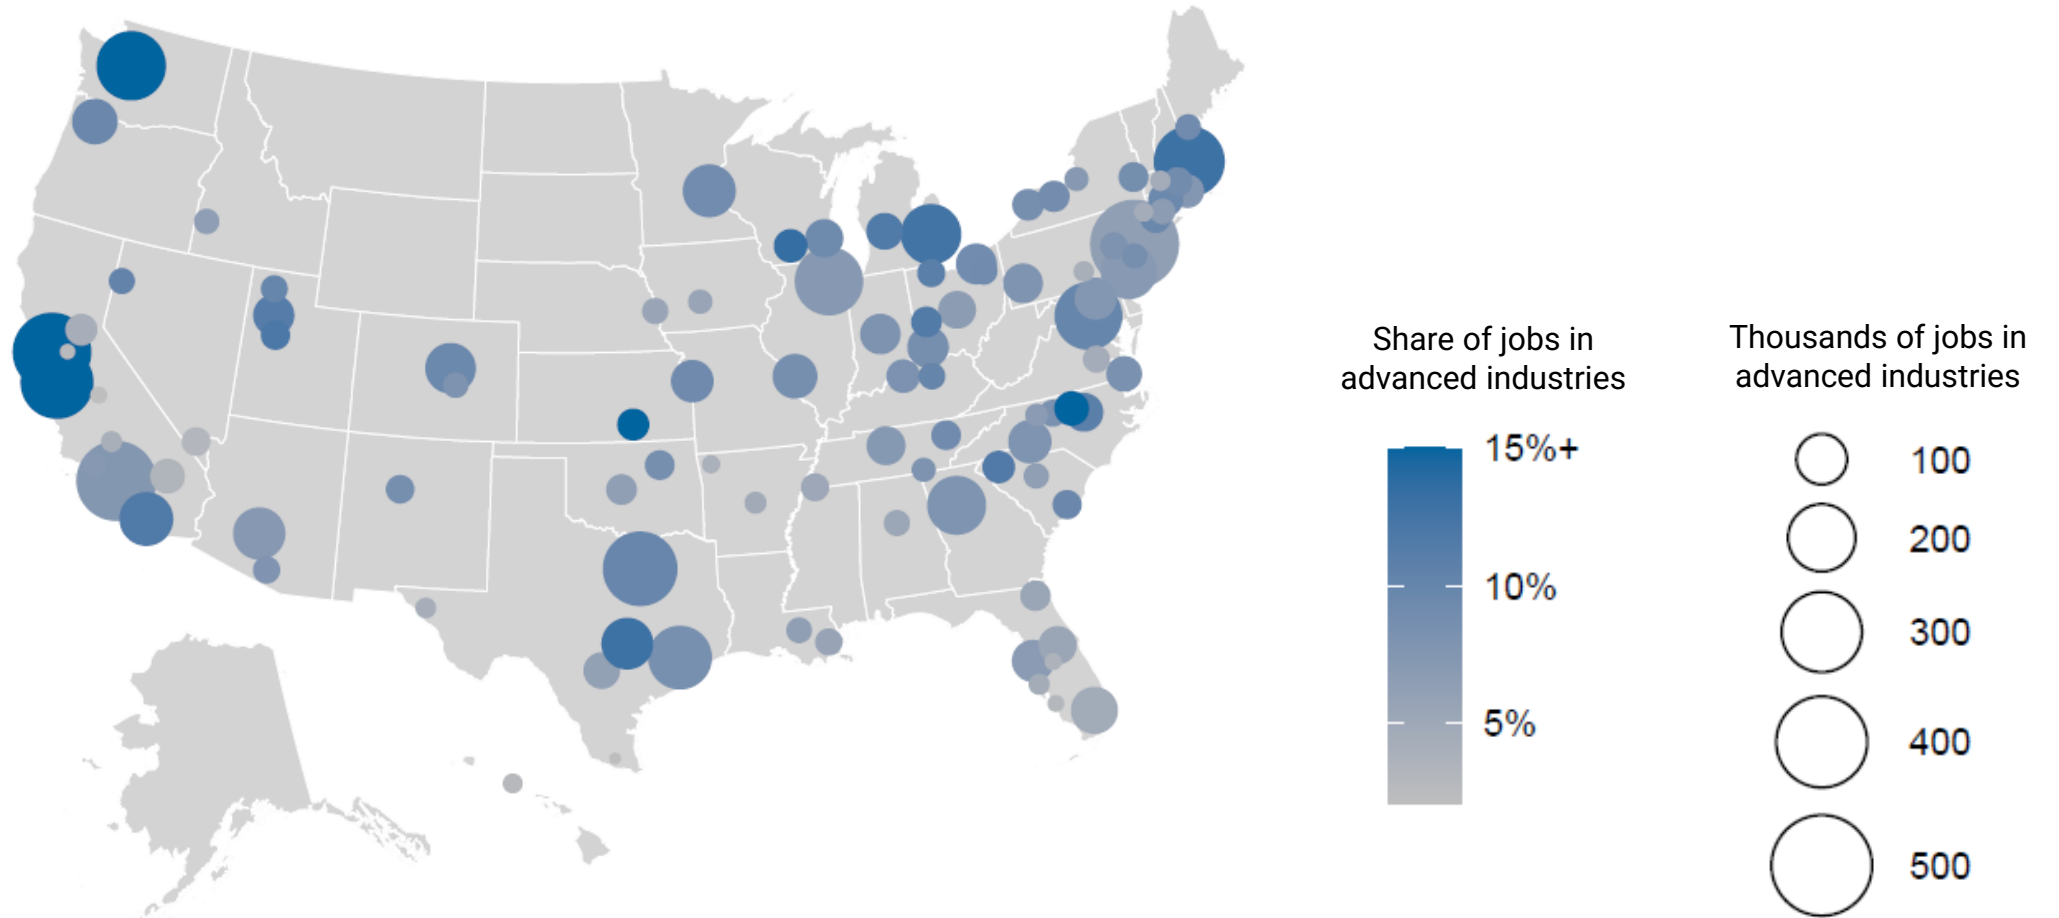 Share of jobs in
advanced industries
15%+
10%
5%
Thousands of jobs in
advanced industries
100
200
300
400
500